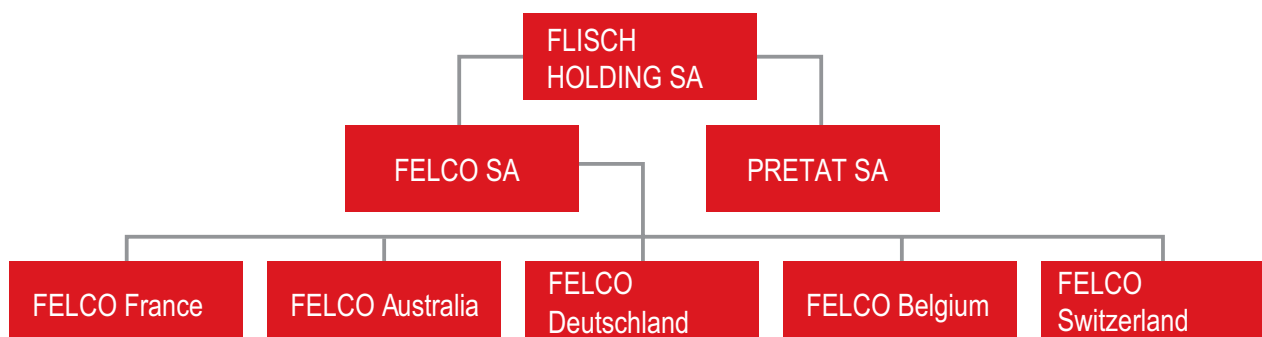 FLISCH
HOLDING SA
FELCO SA
PRETAT SA
FELCO France
FELCO Australia
FELCO
Deutschland
FELCO Belgium
FELCO
Switzerland